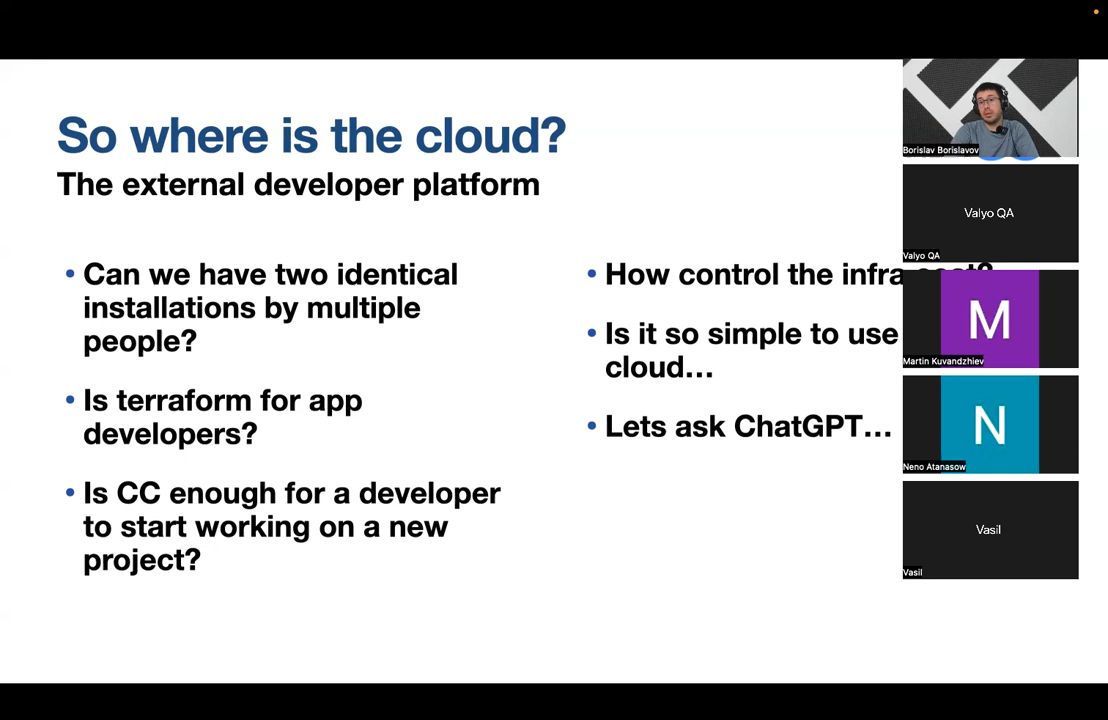 So where is the cloud?
The external developer platform
• Can we have two identical
installations by multiple
people?
• Is terraform for app
developers?
• Is CC enough for a developer
to start working on a new
project?
• How control the infra cost?
• Is it so simple to use
cloud...
• Lets ask ChatGPT...
Borislav Borislavov
Valyo QA
Valyo QA
M
Martin Kuvandzhiev
N
Neno Atanasow
Vasil
Vasil